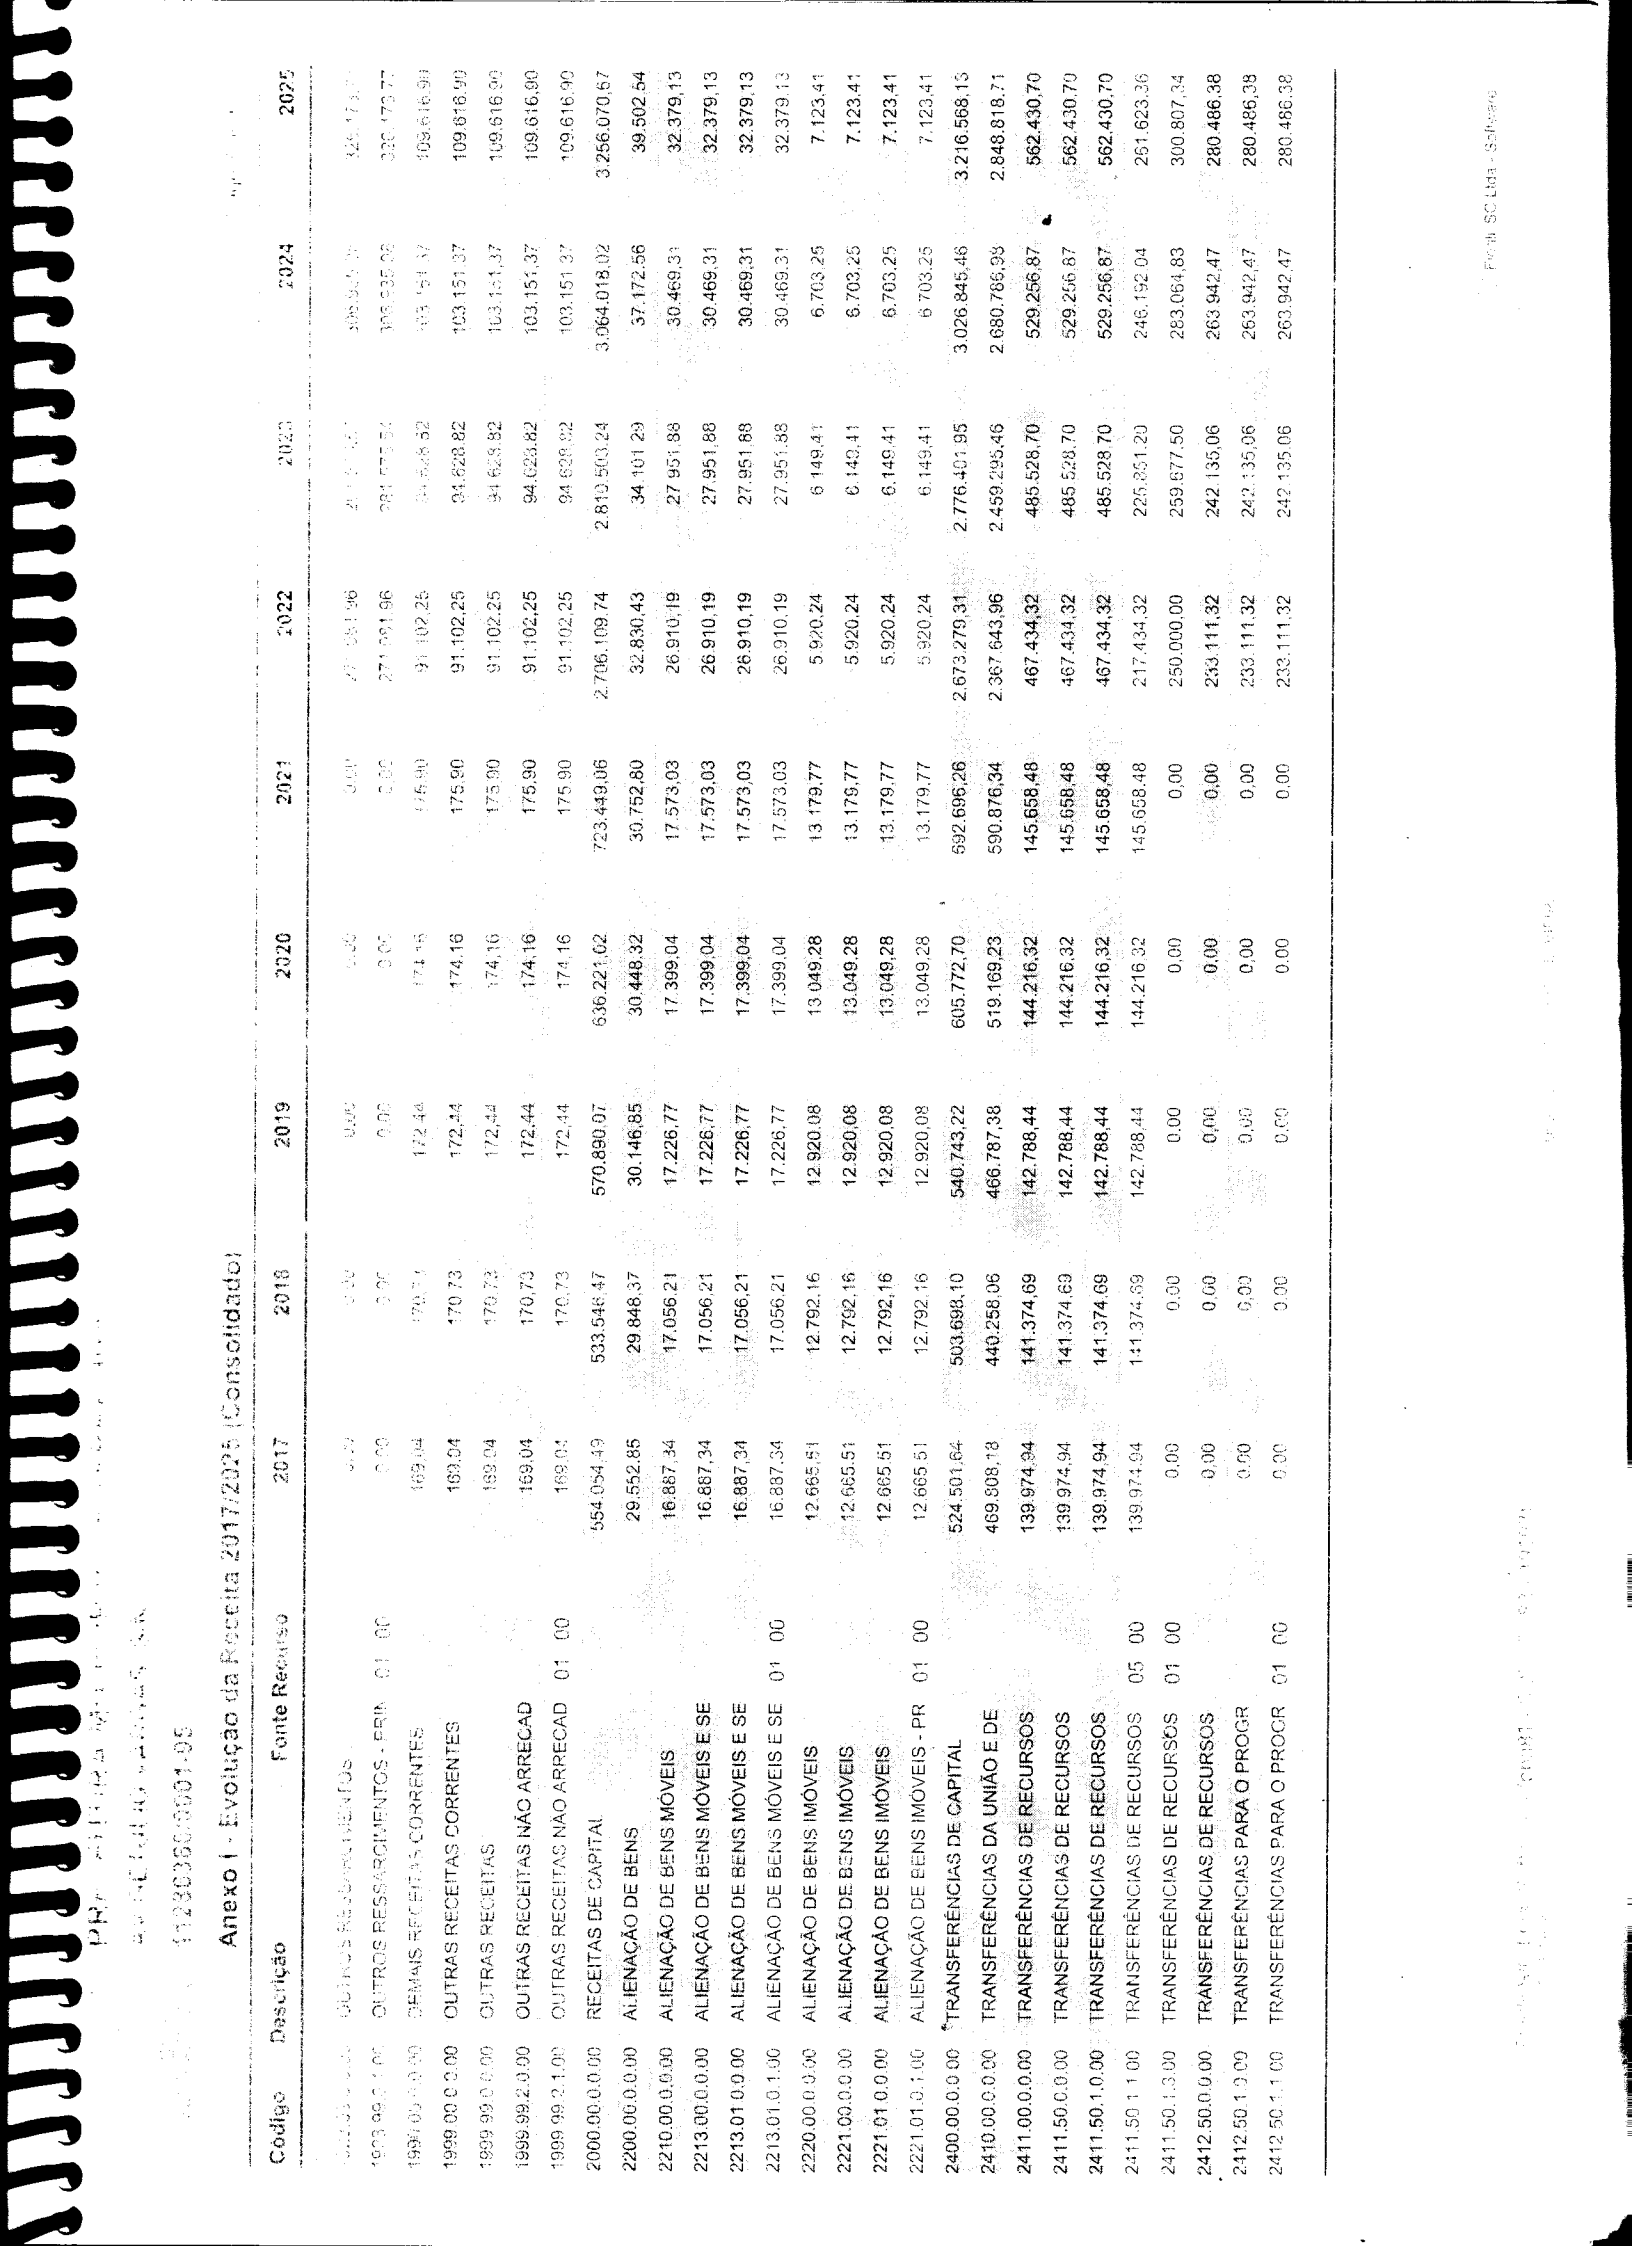 Anexo I - Evolução da Receita 2017/2025 (Consolidado)
Código Descrição Fonte Recurso 2017 2018 2019 2020 2021 2022 2023 2024 2025
OUTROS RESSARCIMENTOS - PRIN 01 00 0,00 0,00 0,00 0,00 0,00
DEMAIS RECEITAS CORRENTES 169,04 172,44 91.102,25 109.616,90
1999.00.0.0.00 OUTRAS RECEITAS CORRENTES 169,04 170,73 172,44 174,16 175,90 91.102,25 94.628,82 103.151,37 109.616,90
1999.99.0.0.00 OUTRAS RECEITAS 169,04 170,73 172,44 174,16 175,90 91.102,25 94.628,82 103.151,37 109.616,90
1999.99.2.0.00 OUTRAS RECEITAS NÃO ARRECAD 169,04 170,73 172,44 174,16 175,90 91.102,25 94.628,82 103.151,37 109.616,90
1999.99.2.1.00 OUTRAS RECEITAS NÃO ARRECAD 01 00 169,04 170,73 172,44 174,16 175,90 91.102,25 94.628,82 103.151,37 109.616,90
2000.00.0.0.00 RECEITAS DE CAPITAL 554.054,49 533.546,47 570.890,07 636.221,02 723.449,06 2.706.109,74 2.810.503,24 3.064.018,02 3.256.070,67
2200.00.0.0.00 ALIENAÇÃO DE BENS 29.552,85 29.848,37 30.146,85 30.448,32 30.752,80 32.830,43 34.101,29 37.172,56 39.502,54
2210.00.0.0.00 ALIENAÇÃO DE BENS MÓVEIS 16.887,34 17.056,21 17.226,77 17.399,04 17.573,03 26.910,19 27.951,88 30.469,31 32.379,13
2213.00.0.0.00 ALIENAÇÃO DE BENS MÓVEIS E SE 16.887,34 17.056,21 17.226,77 17.399,04 17.573,03 26.910,19 27.951,88 30.469,31 32.379,13
2213.01.0.0.00 ALIENAÇÃO DE BENS MÓVEIS E SE 16.887,34 17.056,21 17.226,77 17.399,04 17.573,03 26.910,19 27.951,88 30.469,31 32.379,13
2213.01.0.1.00 ALIENAÇÃO DE BENS MÓVEIS E SE 01 00 16.887,34 17.056,21 17.226,77 17.399,04 17.573,03 26.910,19 27.951,88 30.469,31 32.379,13
2220.00.0.0.00 ALIENAÇÃO DE BENS IMÓVEIS 12.665,51 12.792,16 12.920,08 13.049,28 13.179,77 5.920,24 6.149,41 6.703,25 7.123,41
2221.00.0.0.00 ALIENAÇÃO DE BENS IMÓVEIS 12.665,51 12.792,16 12.920,08 13.049,28 13.179,77 5.920,24 6.149,41 6.703,25 7.123,41
2221.01.0.0.00 ALIENAÇÃO DE BENS IMÓVEIS 12.665,51 12.792,16 12.920,08 13.049,28 13.179,77 5.920,24 6.149,41 6.703,25 7.123,41
2221.01.0.1.00 ALIENAÇÃO DE BENS IMÓVEIS - PR 01 00 12.665,51 12.792,16 12.920,08 13.049,28 13.179,77 5.920,24 6.149,41 6.703,25 7.123,41
2400.00.0.0.00 TRANSFERÊNCIAS DE CAPITAL 524.501,64 503.698,10 540.743,22 605.772,70 692.696,26 2.673.279,31 2.776.401,95 3.026.845,46 3.216.568,13
2410.00.0.0.00 TRANSFERÊNCIAS DA UNIÃO E DE 469.808,18 440.258,06 466.787,38 519.169,23 590.876,34 2.367.643,96 2.459.295,46 2.680.786,98 2.848.818,71
2411.00.0.0.00 TRANSFERÊNCIAS DE RECURSOS 139.974,94 141.374,69 142.788,44 144.216,32 145.658,48 467.434,32 485.528,70 529.256,87 562.430,70
2411.50.0.0.00 TRANSFERÊNCIAS DE RECURSOS 139.974,94 141.374,69 142.788,44 144.216,32 145.658,48 467.434,32 485.528,70 529.256,87 562.430,70
2411.50.1.0.00 TRANSFERÊNCIAS DE RECURSOS 139.974,94 141.374,69 142.788,44 144.216,32 145.658,48 467.434,32 485.528,70 529.256,87 562.430,70
2411.50.1.1.00 TRANSFERÊNCIAS DE RECURSOS 05 00 139.974,94 141.374,69 142.788,44 144.216,32 145.658,48 217.434,32 225.851,20 246.192,04 261.623,36
2411.50.1.3.00 TRANSFERÊNCIAS DE RECURSOS 01 00 0,00 0,00 0,00 0,00 0,00 250.000,00 259.677,50 283.064,83 300.807,34
2412.50.0.0.00 TRANSFERÊNCIAS DE RECURSOS 0,00 0,00 0,00 0,00 0,00 233.111,32 242.135,06 263.942,47 280.486,38
2412.50.1.0.00 TRANSFERÊNCIAS PARA O PROGR 0,00 0,00 0,00 0,00 0,00 233.111,32 242.135,06 263.942,47 280.486,38
2412.50.1.1.00 TRANSFERÊNCIAS PARA O PROGR 01 00 0,00 0,00 0,00 0,00 0,00 233.111,32 242.135,06 263.942,47 280.486,38
SC Ltda - Software